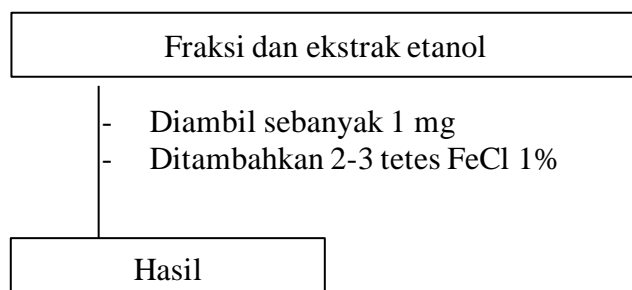 Fraksi dan ekstrak etanol
- Diambil sebanyak 1 mg
- Ditambahkan 2-3 tetes FeCl 1%
Hasil